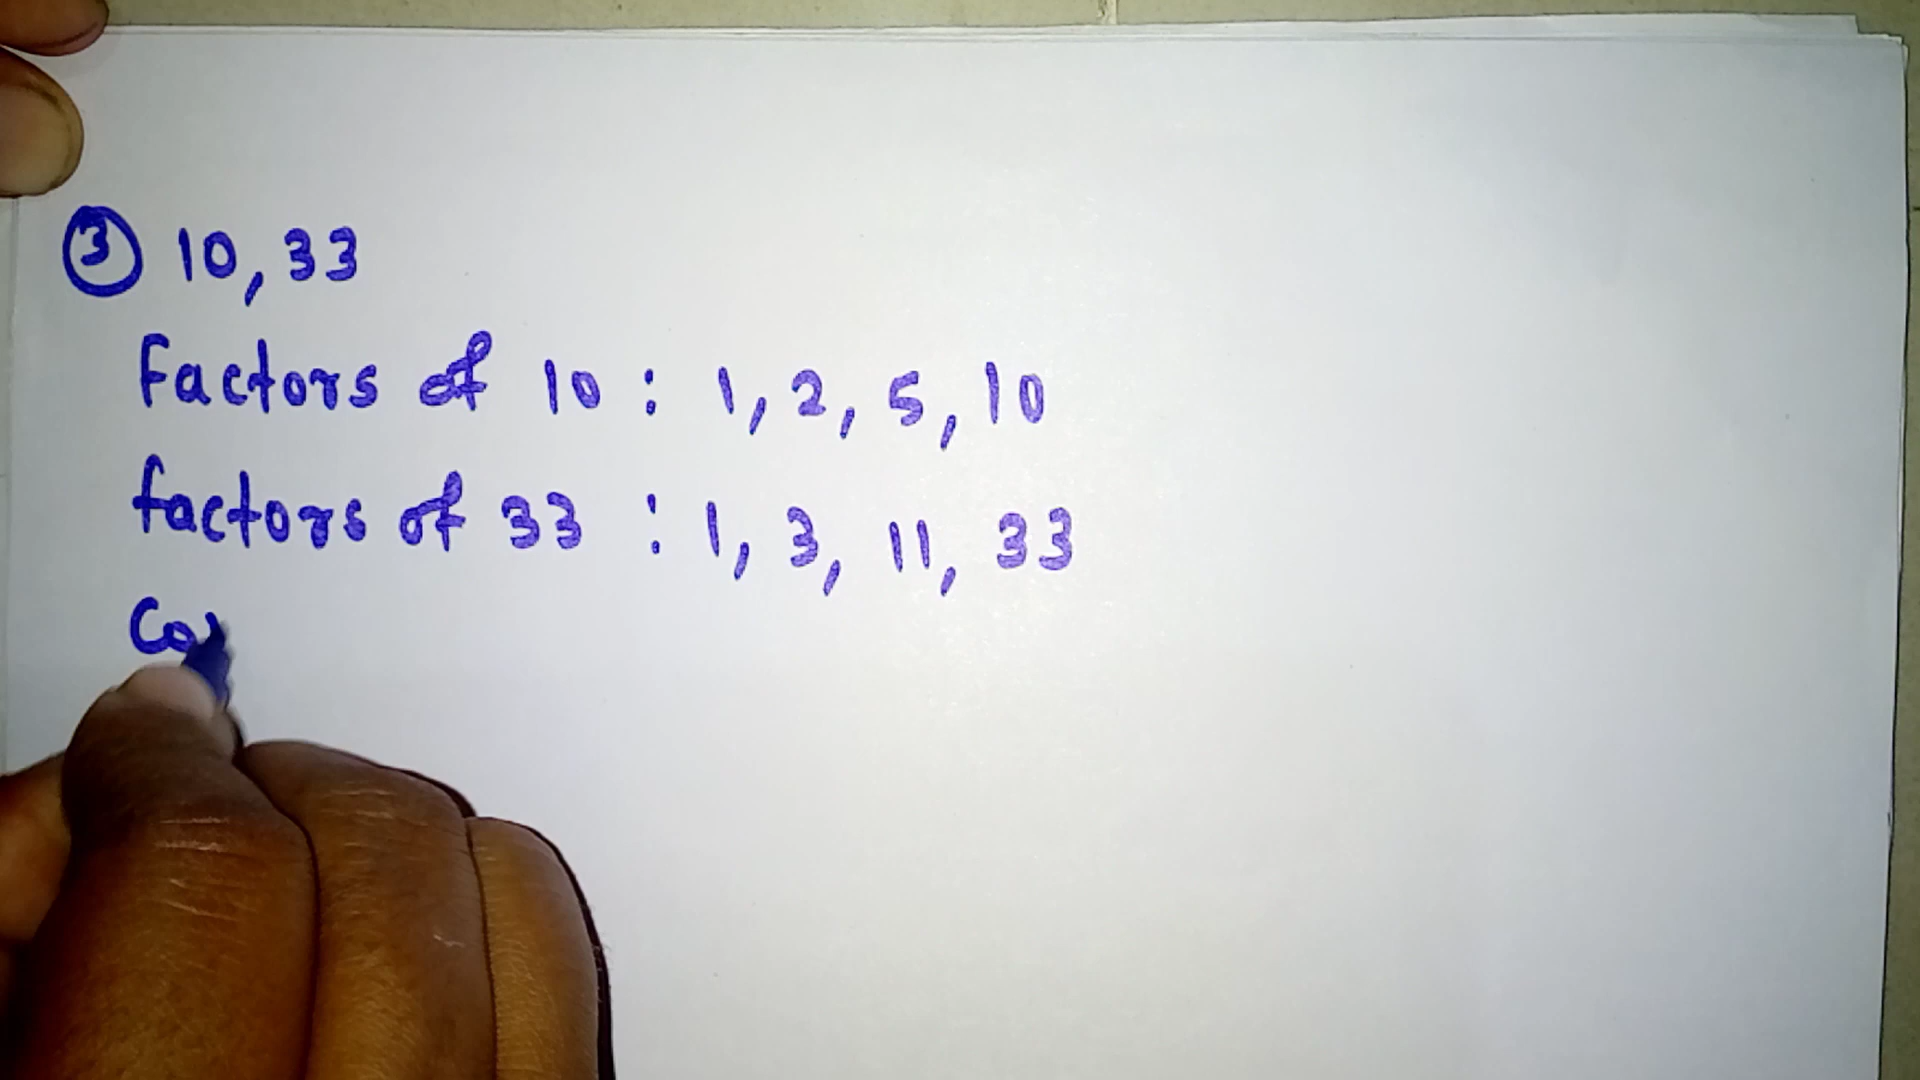 ③ 10, 33
Factors of 10 : 1, 2, 5, 10
factors of 33 : 1, 3, 11, 33